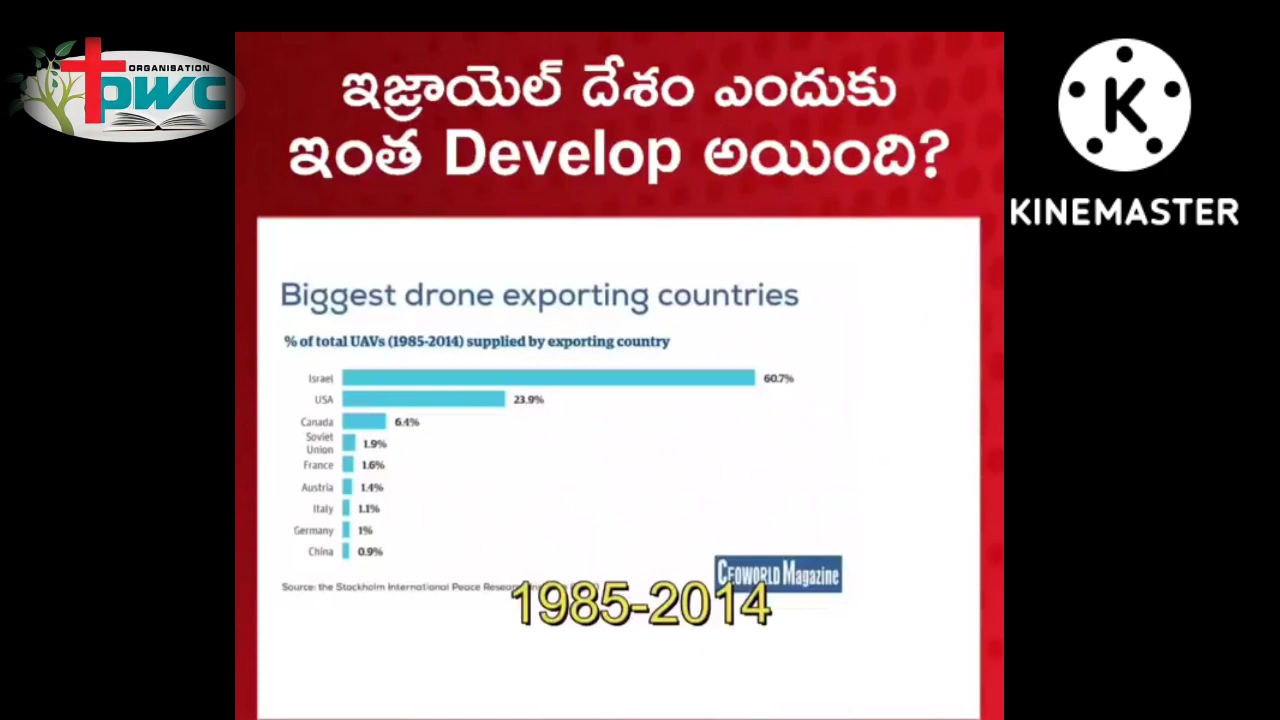 ORGANISATION
PWC
ఇజ్రాయెల్ దేశం ఎందుకు
ఇంత Develop అయింది?
KINEMASTER
Biggest drone exporting countries
% of total UAVs (1985-2014) supplied by exporting country
Israel 60.7%
USA 23.9%
Canada 6.4%
Soviet
Union 1.9%
France 1.6%
Austria 1.4%
Italy 1.1%
Germany 1%
China 0.9%
CEOWORLD Magazine
Source: the Stockholm International Peace
1985-2014